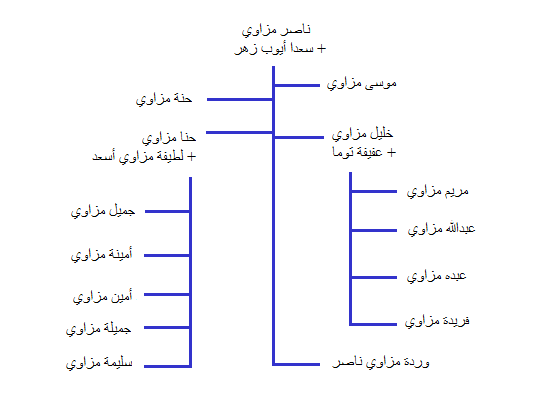 ناصر مزاوي
+ سعدا أيوب زهر
موسى مزاوي
حنة مزاوي
خليل مزاوي
+ عفيفة توما
حنا مزاوي
+ لطيفة مزاوي أسعد
مريم مزاوي
عبدالله مزاوي
عبده مزاوي
فريدة مزاوي
جميل مزاوي
أمينة مزاوي
أمين مزاوي
جميلة مزاوي
سليمة مزاوي
وردة مزاوي ناصر